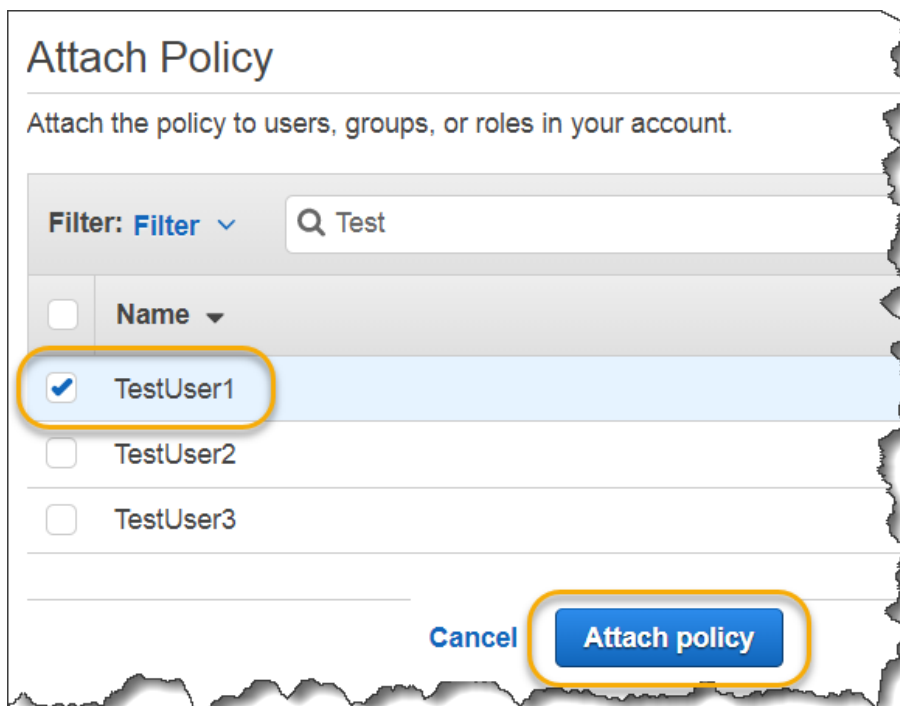 Attach Policy
Attach the policy to users, groups, or roles in your account.
Filter: Filter Test
Name
TestUser1
TestUser2
TestUser3
Cancel Attach policy